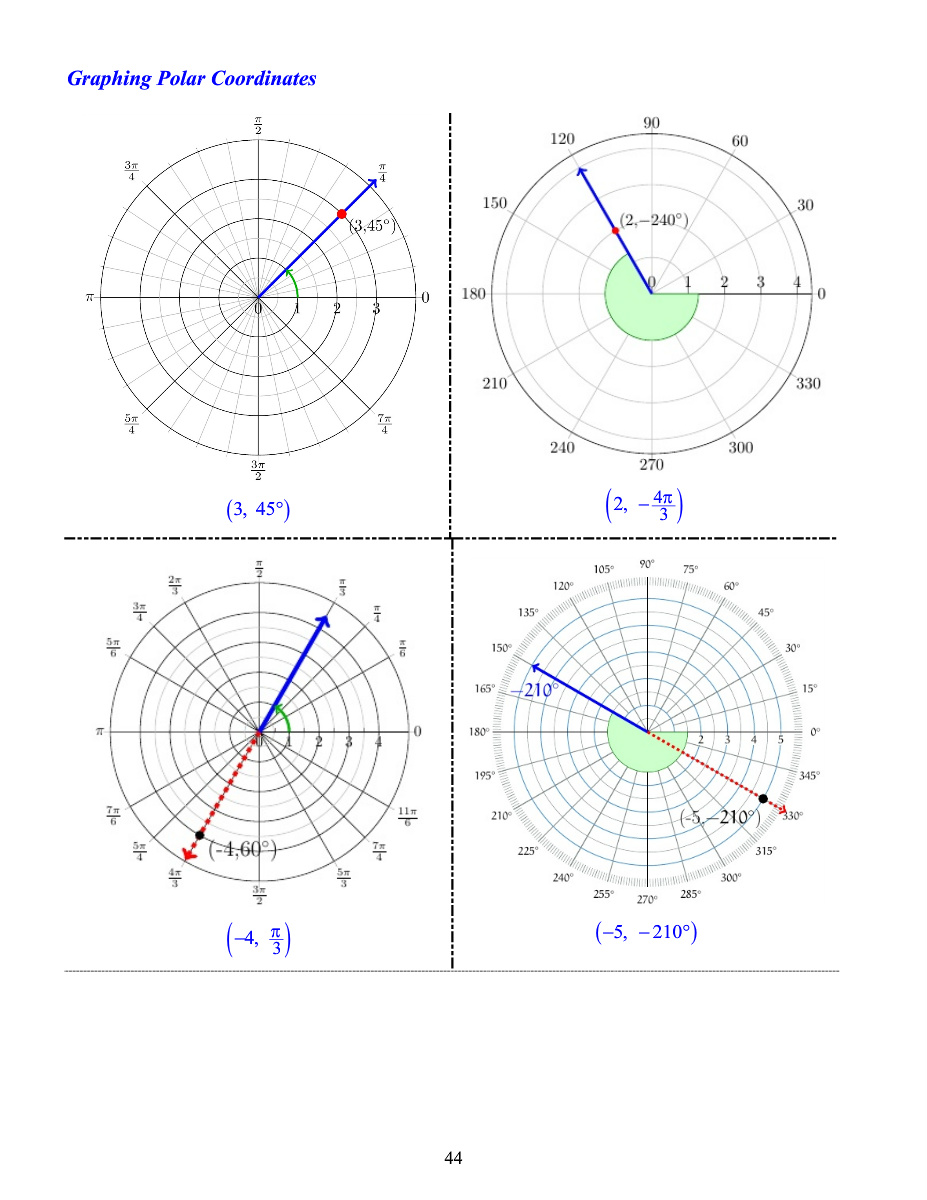 Graphing Polar Coordinates
π/2
3π/4 π/4
(3,45°)
π 0 1 2 3 0
5π/4 7π/4
3π/2
(3, 45°)
90
120 60
150 30
(2,−240°)
180 0 1 2 3 4 0
210 330
240 300
270
(2, −4π/3)
π/2
2π/3 π/3
3π/4 π/4
5π/6 π/6
π 0 1 2 3 4 0
7π/6 11π/6
(-4,60°)
5π/4 7π/4
4π/3 5π/3
3π/2
(−4, π/3)
90°
105° 75°
120° 60°
135° 45°
150° 30°
165° −210° 15°
180° 2 3 4 5 0°
195° 345°
210° (-5,−210°) 330°
225° 315°
240° 300°
255° 285°
270°
(−5, −210°)
44